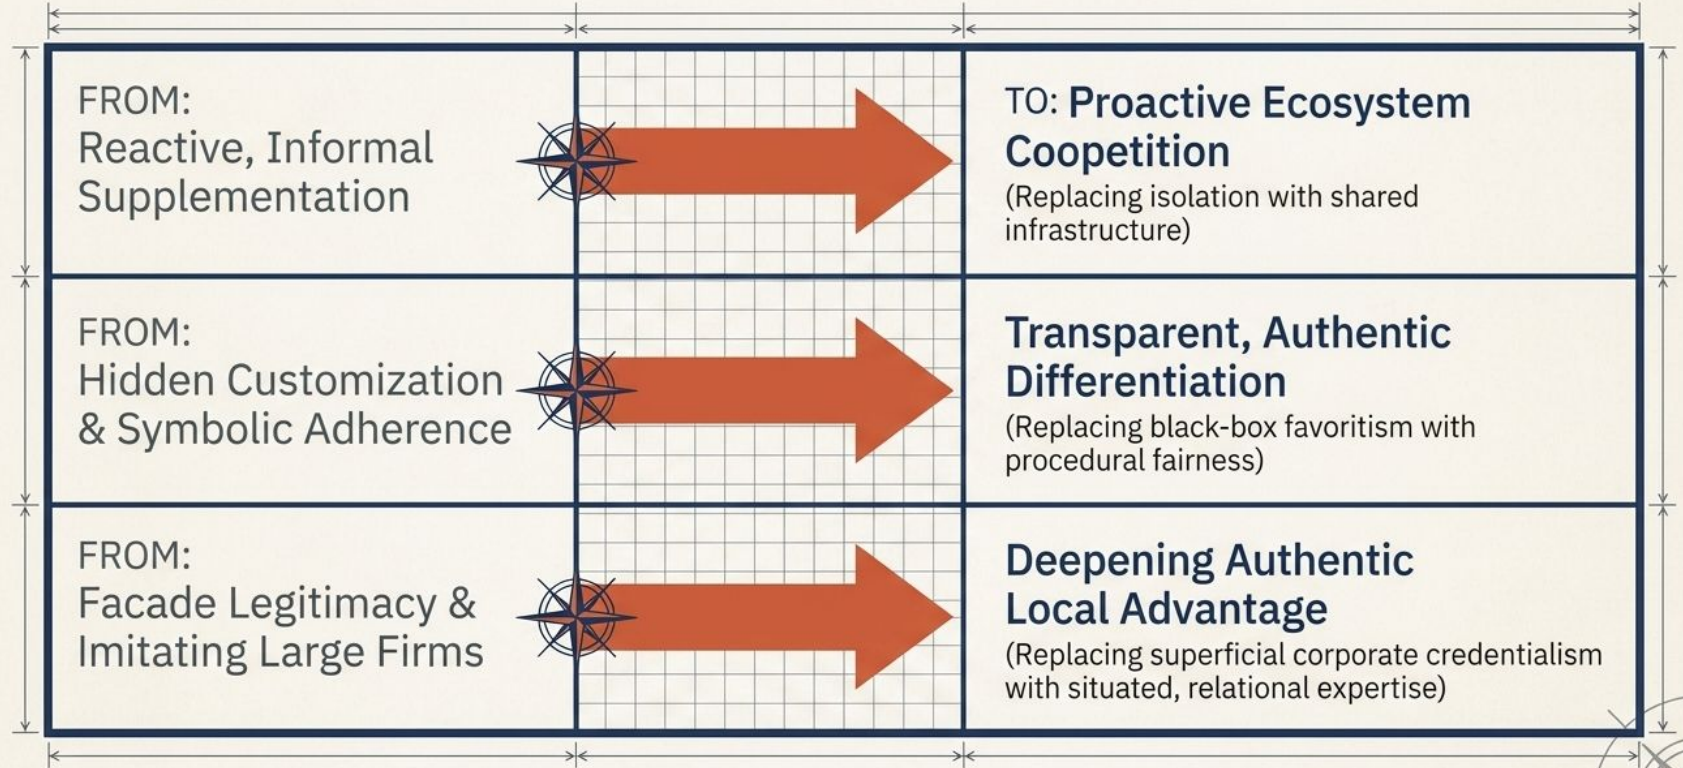 FROM:
Reactive, Informal
Supplementation
TO: Proactive Ecosystem
Coopetition
(Replacing isolation with shared
infrastructure)
FROM:
Hidden Customization
& Symbolic Adherence
Transparent, Authentic
Differentiation
(Replacing black-box favoritism with
procedural fairness)
FROM:
Facade Legitimacy &
Imitating Large Firms
Deepening Authentic
Local Advantage
(Replacing superficial corporate credentialism
with situated, relational expertise)